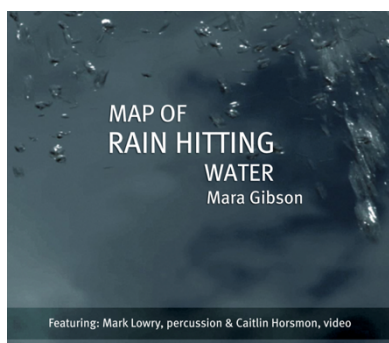 MAP OF
RAIN HITTING
WATER
Mara Gibson
Featuring: Mark Lowry, percussion & Caitlin Horsmon, video